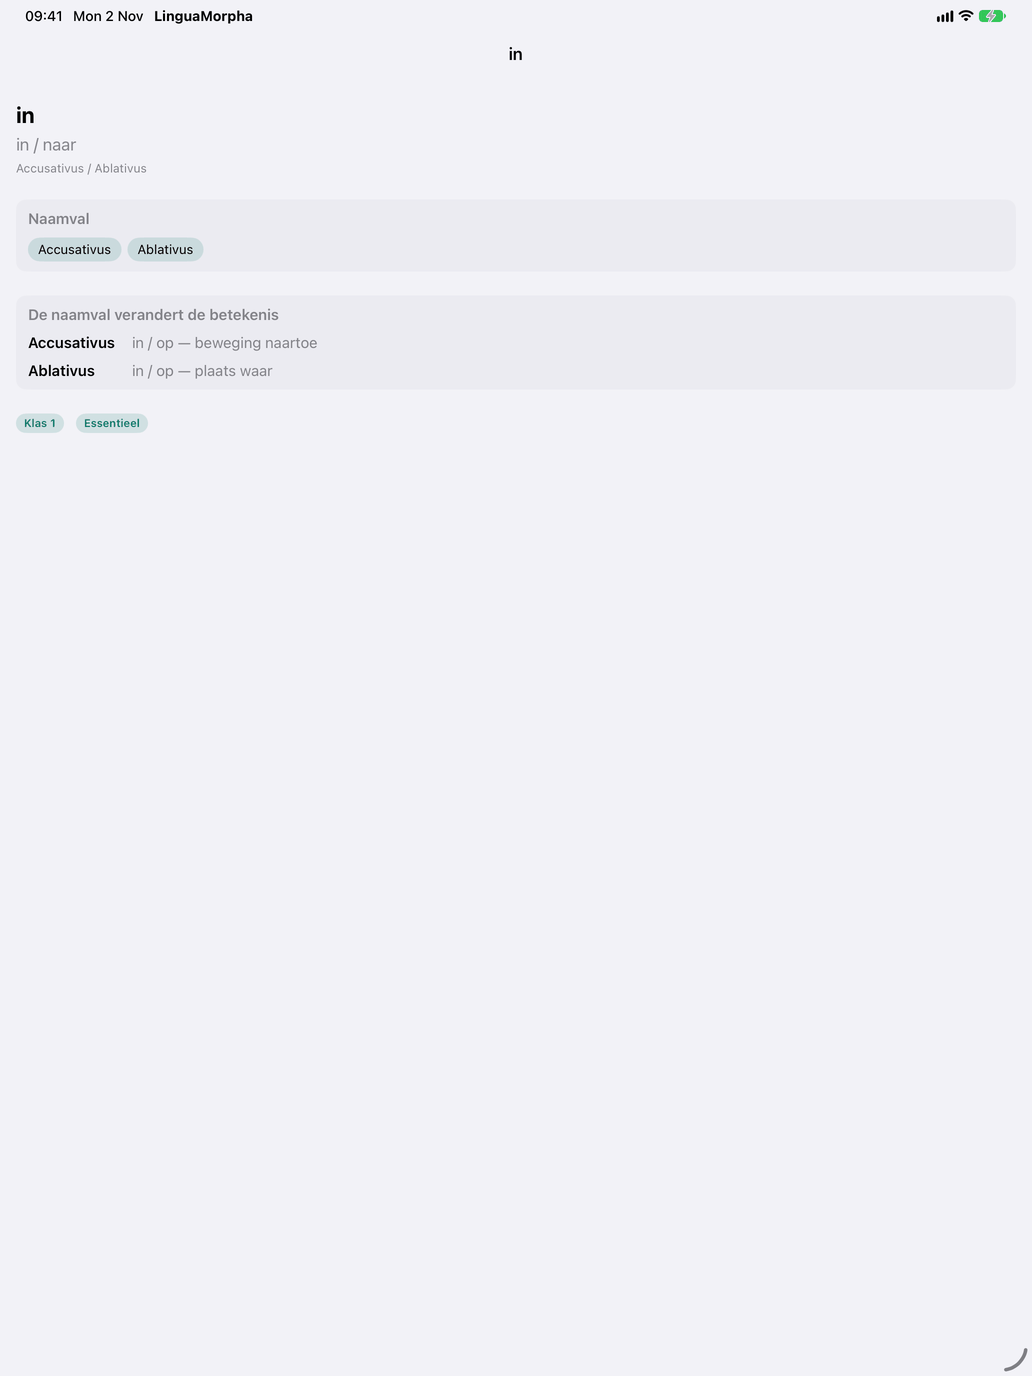 09:41 Mon 2 Nov LinguaMorpha
in
in
in / naar
Accusativus / Ablativus
Naamval
Accusativus Ablativus
De naamval verandert de betekenis
Accusativus in / op — beweging naartoe
Ablativus in / op — plaats waar
Klas 1 Essentieel